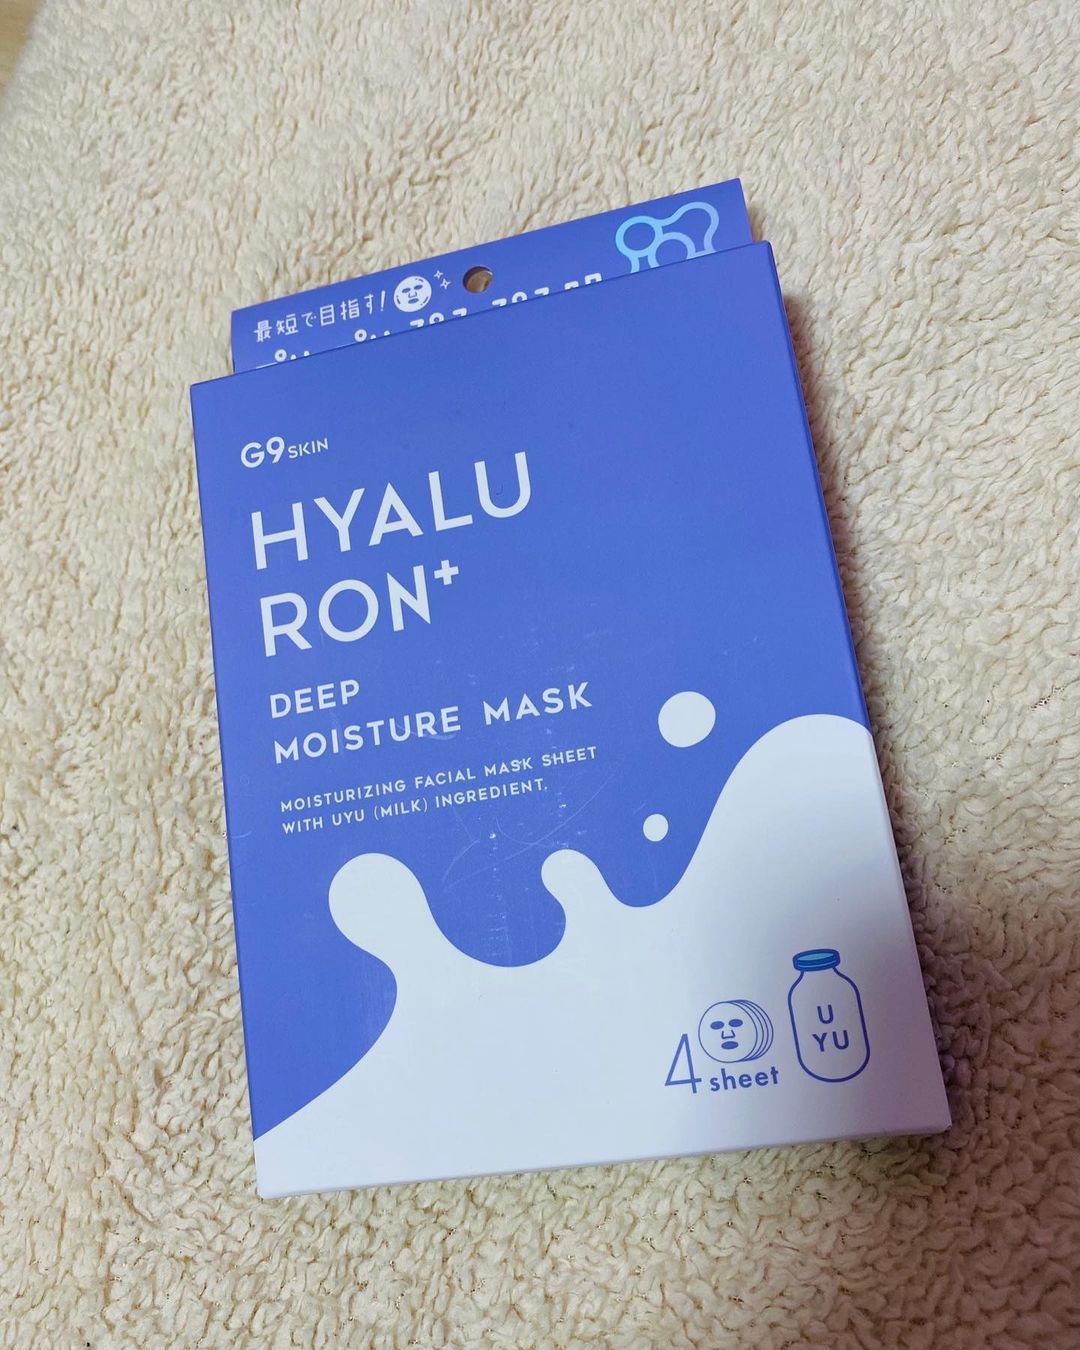 最短で目指す!
G9SKIN
HYALU
RON+
DEEP
MOISTURE MASK
MOISTURIZING FACIAL MASK SHEET
WITH UYU (MILK) INGREDIENT.
4 sheet
U
YU